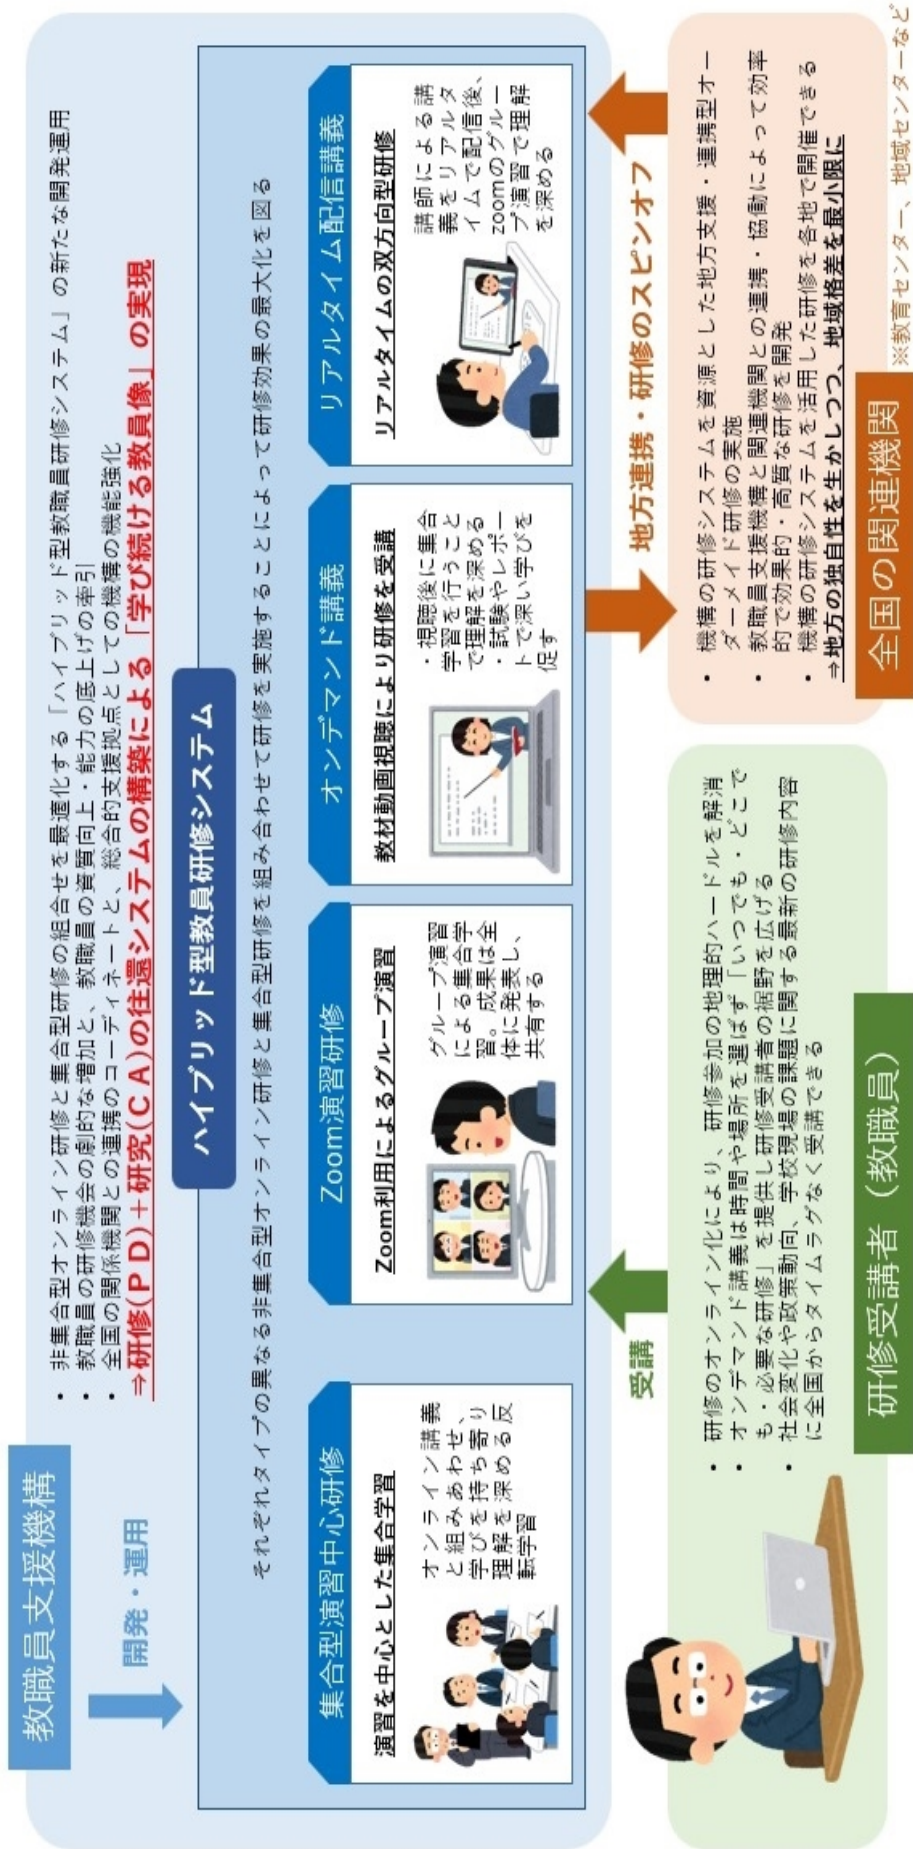 教職員支援機構
・ 非集合型オンライン研修と集合型研修の組合せを最適化する「ハイブリッド型教職員研修システム」の新たな開発運用
・ 教職員の研修機会の劇的な増加と、教職員の資質向上・能力の底上げの牽引
・ 全国の関係機関との連携のコーディネートと、総合的支援拠点としての機構の機能強化
⇒研修(ＰＤ)＋研究(ＣＡ)の往還システムの構築による「学び続ける教員像」の実現
開発・運用
ハイブリッド型教員研修システム
それぞれタイプの異なる非集合型オンライン研修と集合型研修を組み合わせて研修を実施することによって研修効果の最大化を図る
集合型演習中心研修
演習を中心とした集合学習
オンライン講義
と組みあわせ、
学びを持ち寄り
理解を深める反
転学習
Zoom演習研修
Zoom利用によるグループ演習
グループ演習
による集合学
習。成果は全
体に発表し、
共有する
オンデマンド講義
教材動画視聴により研修を受講
・視聴後に集合
学習を行うこと
で理解を深める
・試験やレポー
トで深い学びを
促す
リアルタイム配信講義
リアルタイムの双方向型研修
講師による講
義をリアルタ
イムで配信後、
zoomのグルー
プ演習で理解
を深める
受講
地方連携・研修のスピンオフ
・ 研修のオンライン化により、研修参加の地理的ハードルを解消
・ オンデマンド講義は時間や場所を選ばず「いつでも・どこで
も・必要な研修」を提供し研修受講者の裾野を広げる
・ 社会変化や政策動向、学校現場の課題に関する最新の研修内容
に全国からタイムラグなく受講できる
研修受講者（教職員）
・ 機構の研修システムを資源とした地方支援・連携型オー
ダーメイド研修の実施
・ 教職員支援機構と関連機関との連携・協働によって効率
的で効果的・高質な研修を開発
・ 機構の研修システムを活用した研修を各地で開催できる
⇒地方の独自性を生かしつつ、地域格差を最小限に
全国の関連機関
※教育センター、地域センターなど